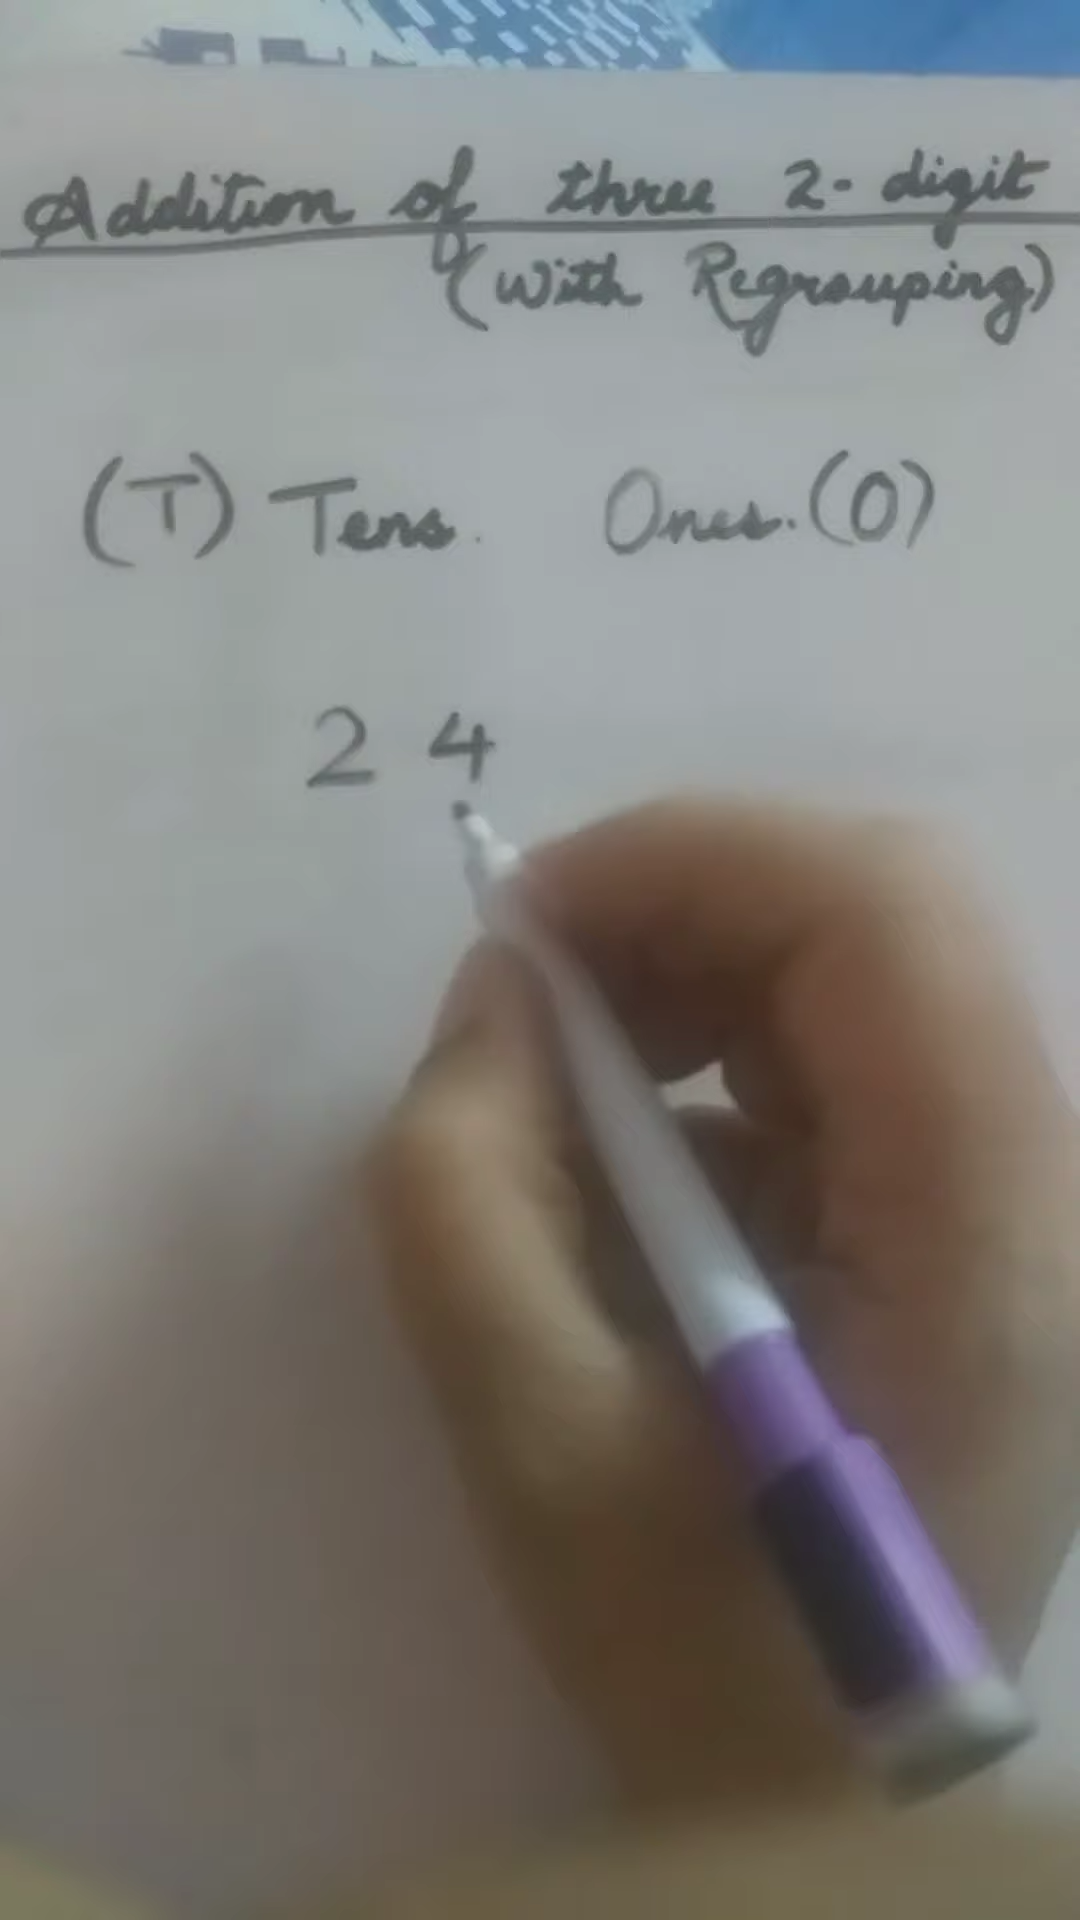 Addition of three 2-digit
(with Regrouping)
(T) Tens. Ones.(O)
2 4